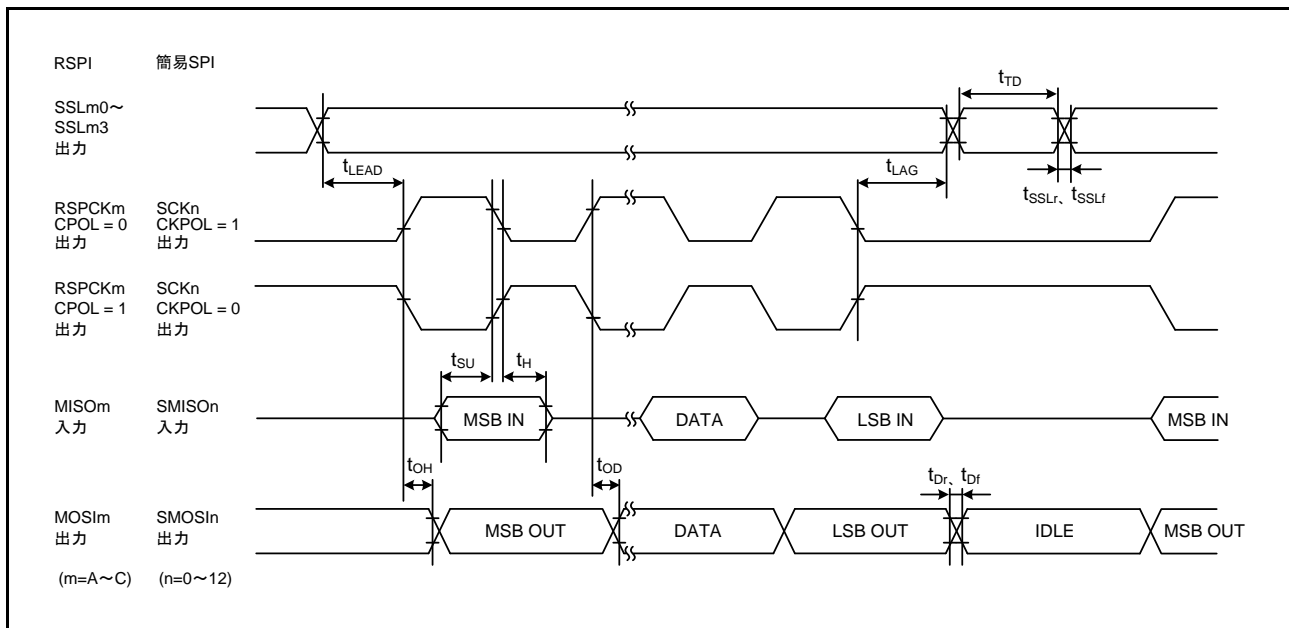 RSPI 簡易SPI
tTD
SSLm0～
SSLm3
出力
tLEAD
tLAG
tSSLr、tSSLf
RSPCKm SCKn
CPOL = 0 CKPOL = 1
出力 出力
RSPCKm SCKn
CPOL = 1 CKPOL = 0
出力 出力
tSU tH
MISOm SMISOn
入力 入力
MSB IN DATA LSB IN MSB IN
tOH tOD tDr、tDf
MOSIm SMOSIn
出力 出力
MSB OUT DATA LSB OUT IDLE MSB OUT
(m=A～C) (n=0～12)